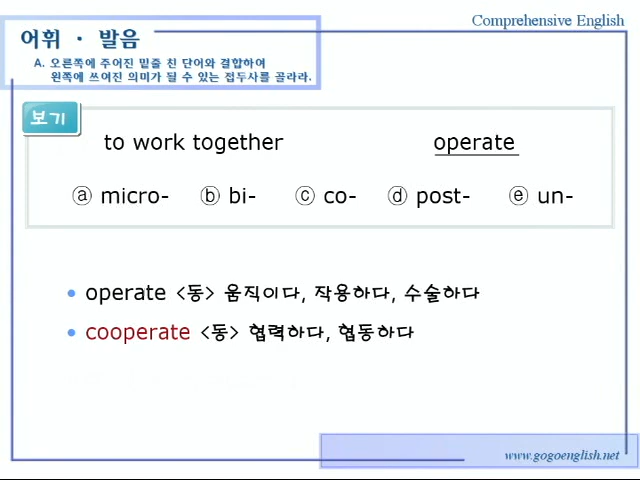 Comprehensive English
어휘 · 발음
A. 오른쪽에 주어진 밑줄 친 단어와 결합하여
왼쪽에 쓰여진 의미가 될 수 있는 접두사를 골라라.
보기
to work together operate
ⓐ micro- ⓑ bi- ⓒ co- ⓓ post- ⓔ un-
• operate <동> 움직이다, 작용하다, 수술하다
• cooperate <동> 협력하다, 협동하다
www.gogoenglish.net